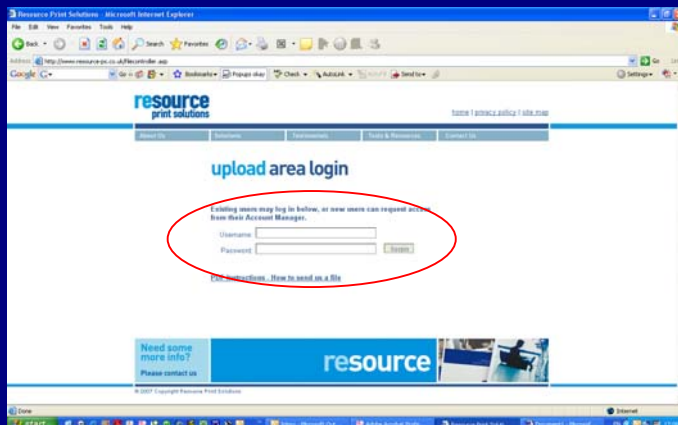 Resource Print Solutions - Microsoft Internet Explorer
File Edit View Favorites Tools Help
Back Search Favorites
Address http://www.resource-ps.co.uk/filecontroller.asp Go
Google G Go Bookmarks Popups okay Check AutoLink Send to Settings
resource
print solutions
home | privacy policy | site map
About Us Solutions Testimonials Tools & Resources Contact Us
upload area login
Existing users may log in below, or new users can request access
from their Account Manager.
Username
Password login
PDF Instructions - How to send us a file
Need some
more info?
Please contact us
resource
© 2007 Copyright Resource Print Solutions
Done Internet
start